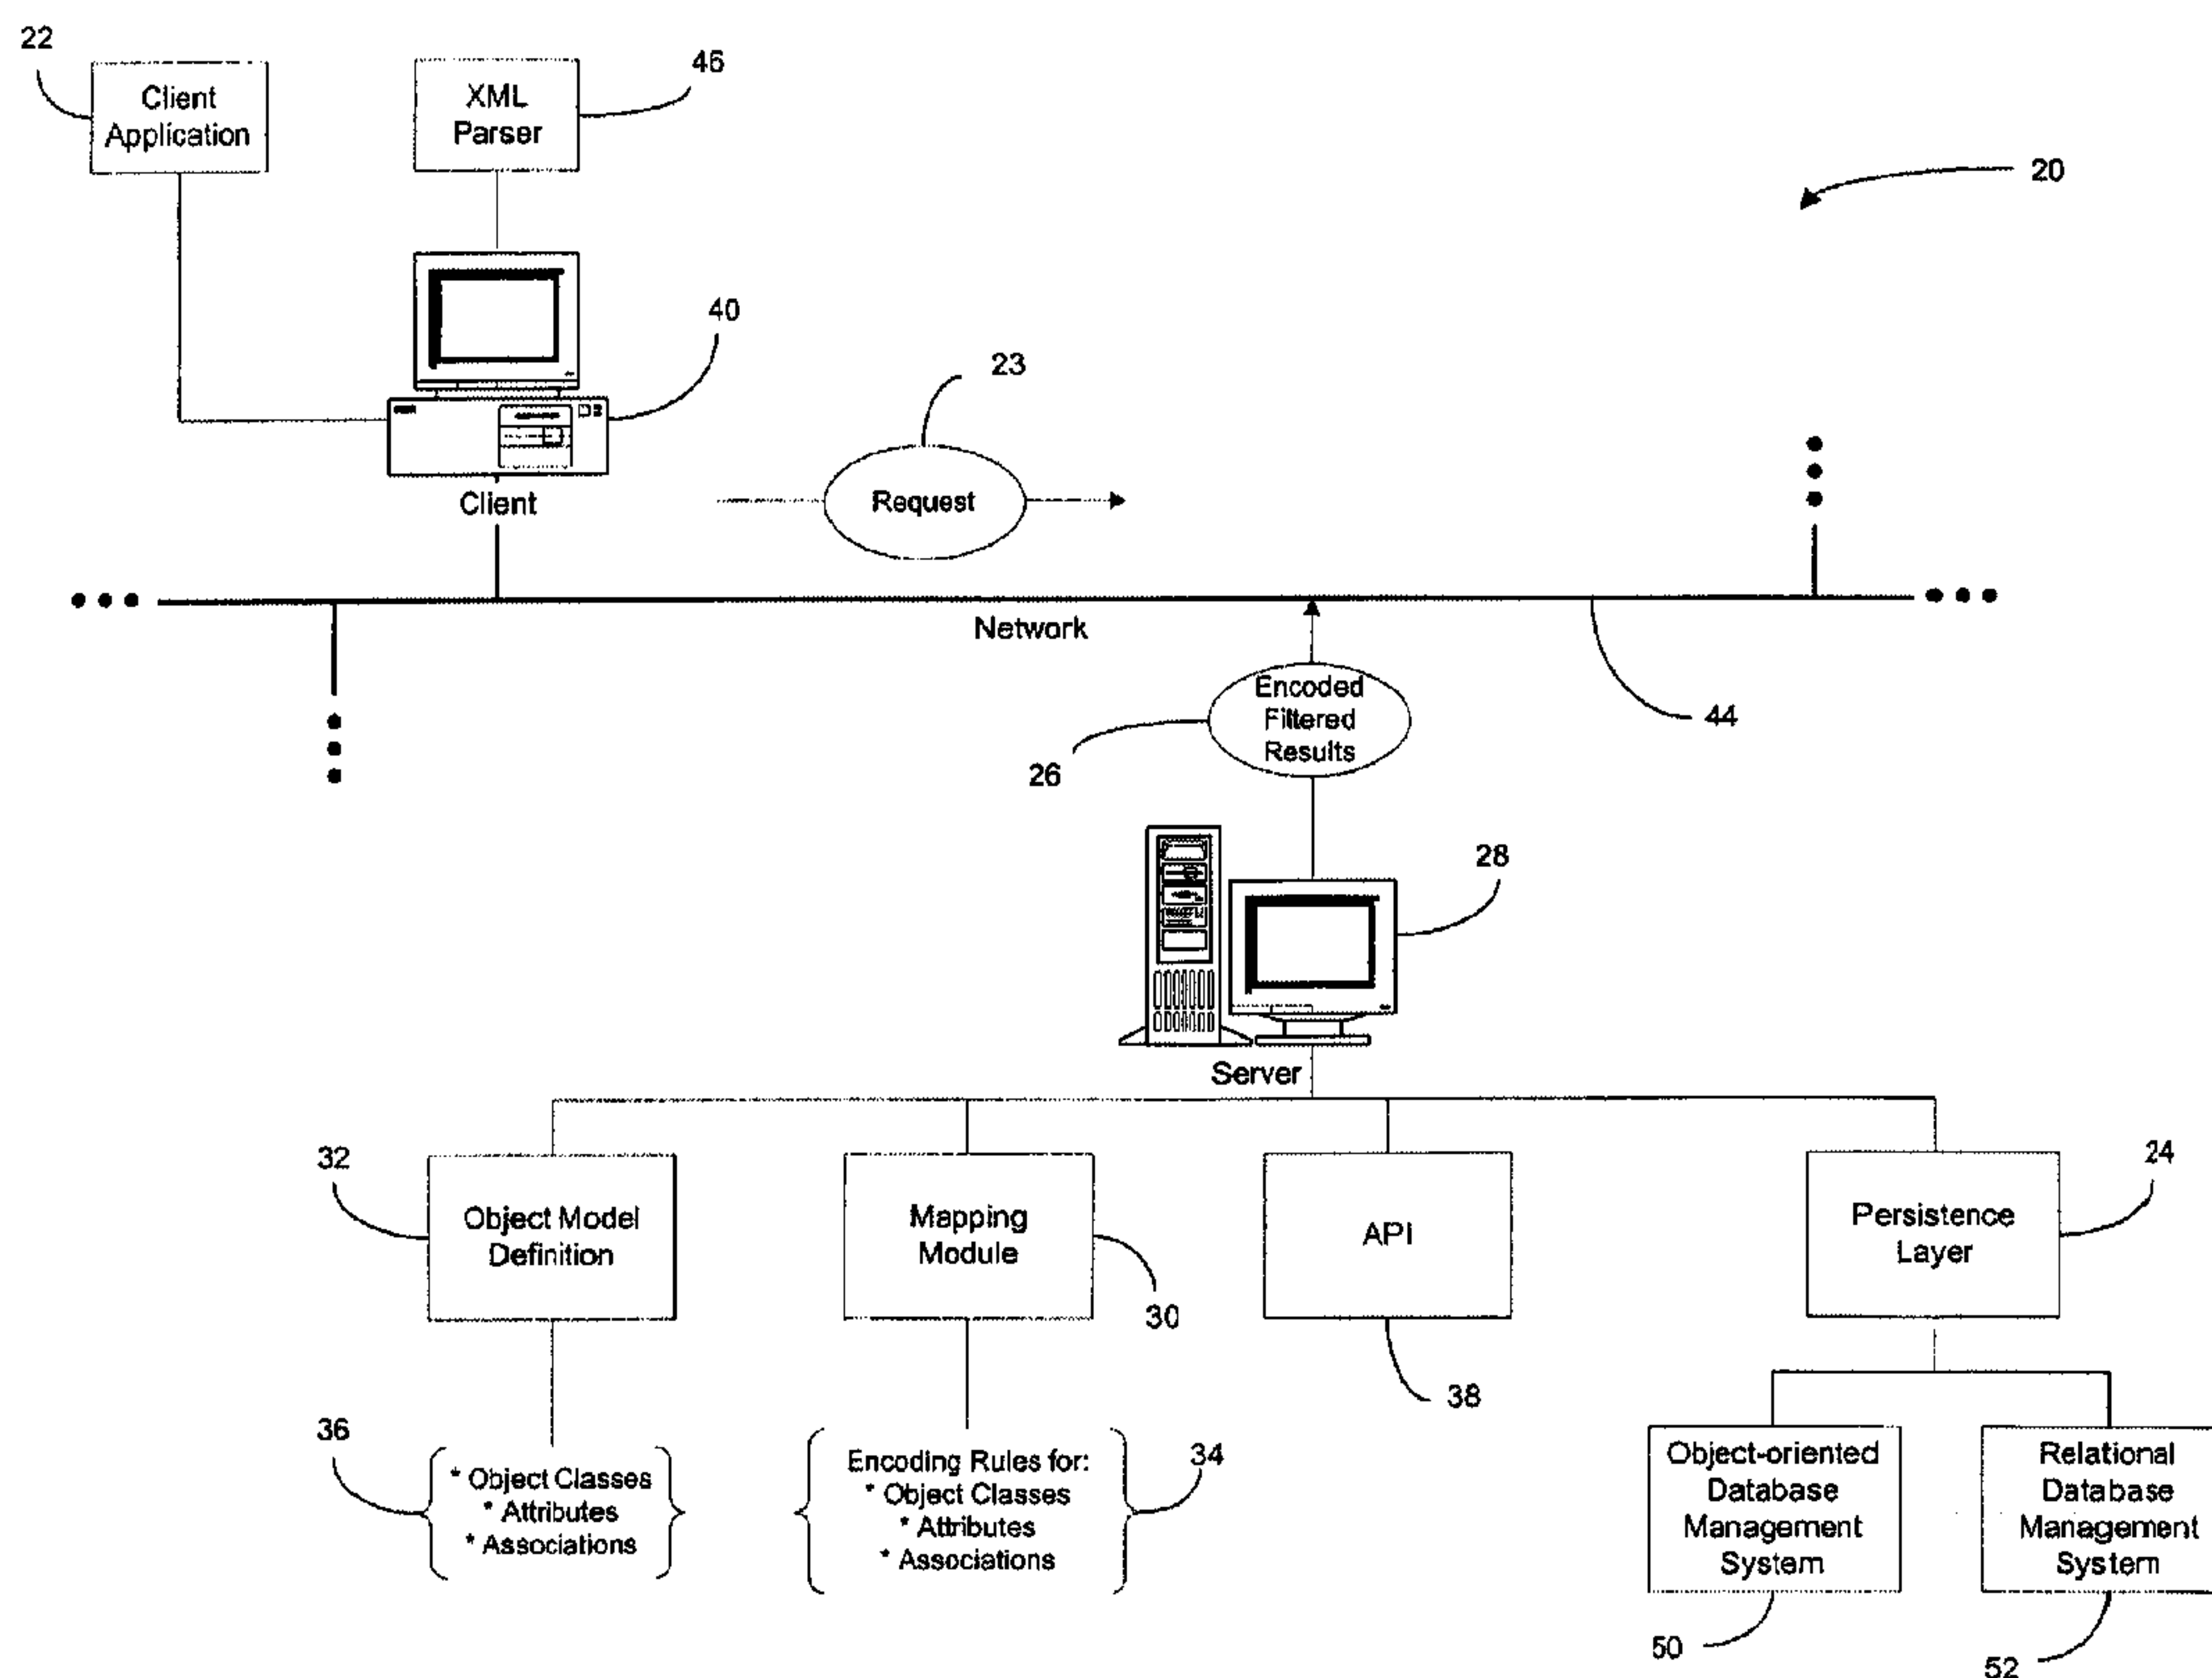 22
Client
Application
XML
Parser
46
20
40
23
Request
Client
Network
Encoded
Filtered
Results
26
44
28
Server
32
Object Model
Definition
Mapping
Module
30
API
38
24
Persistence
Layer
36
* Object Classes
* Attributes
* Associations
Encoding Rules for:
* Object Classes
* Attributes
* Associations
34
Object-oriented
Database
Management
System
50
Relational
Database
Management
System
52